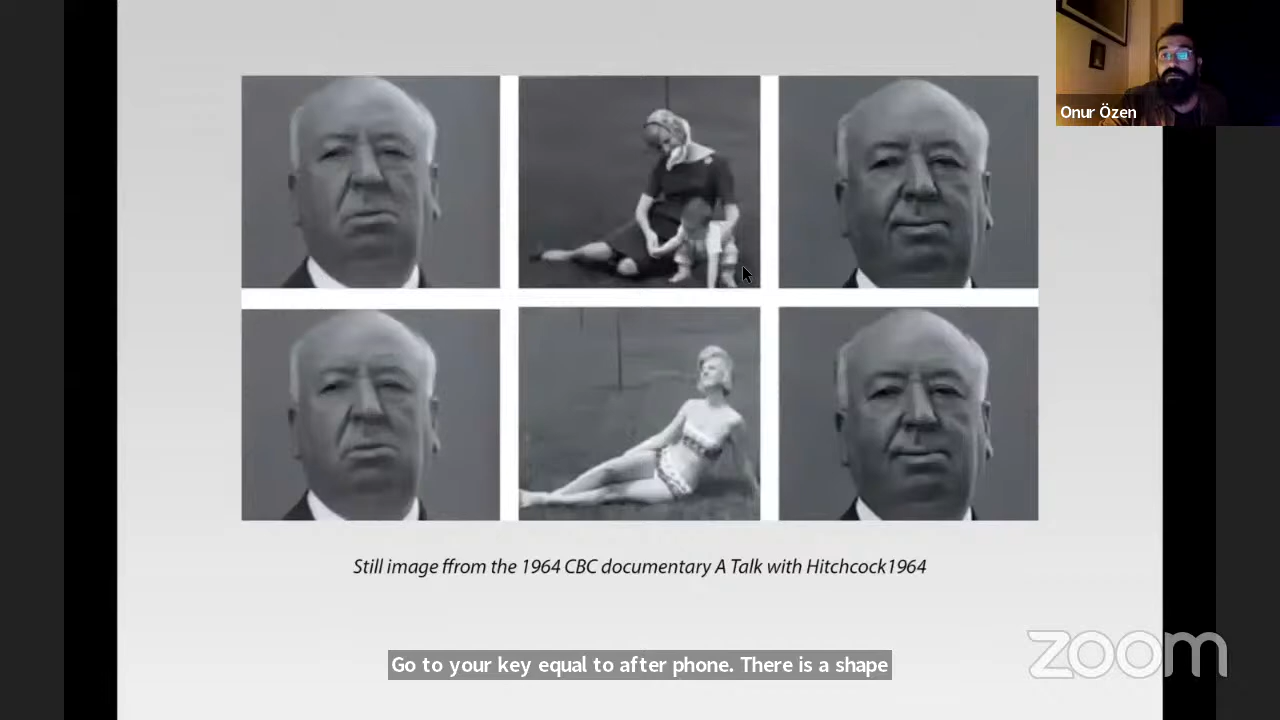 Onur Özen
Still image ffrom the 1964 CBC documentary A Talk with Hitchcock1964
Go to your key equal to after phone. There is a shape
zoom